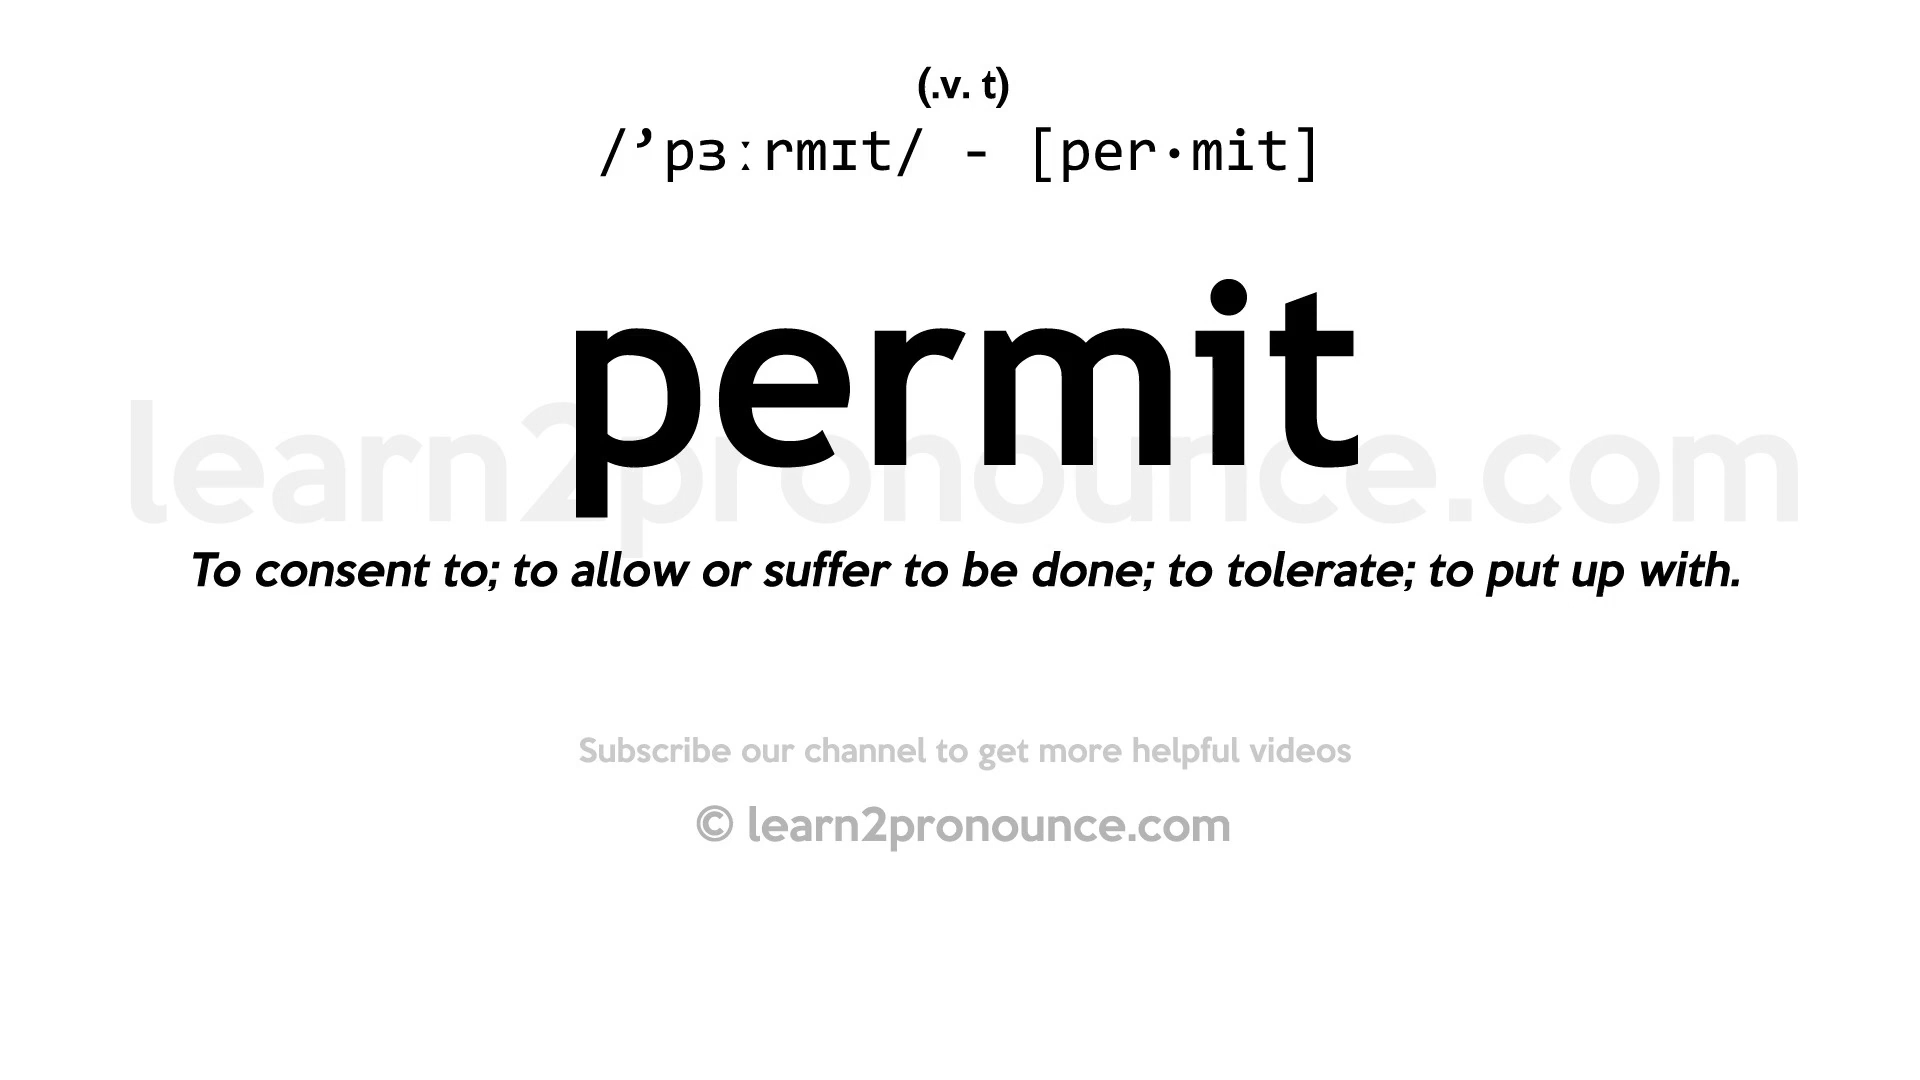 (.v. t)
/’pɜːrmɪt/ - [per·mit]
permit
learn2pronounce.com
To consent to; to allow or suffer to be done; to tolerate; to put up with.
Subscribe our channel to get more helpful videos
© learn2pronounce.com